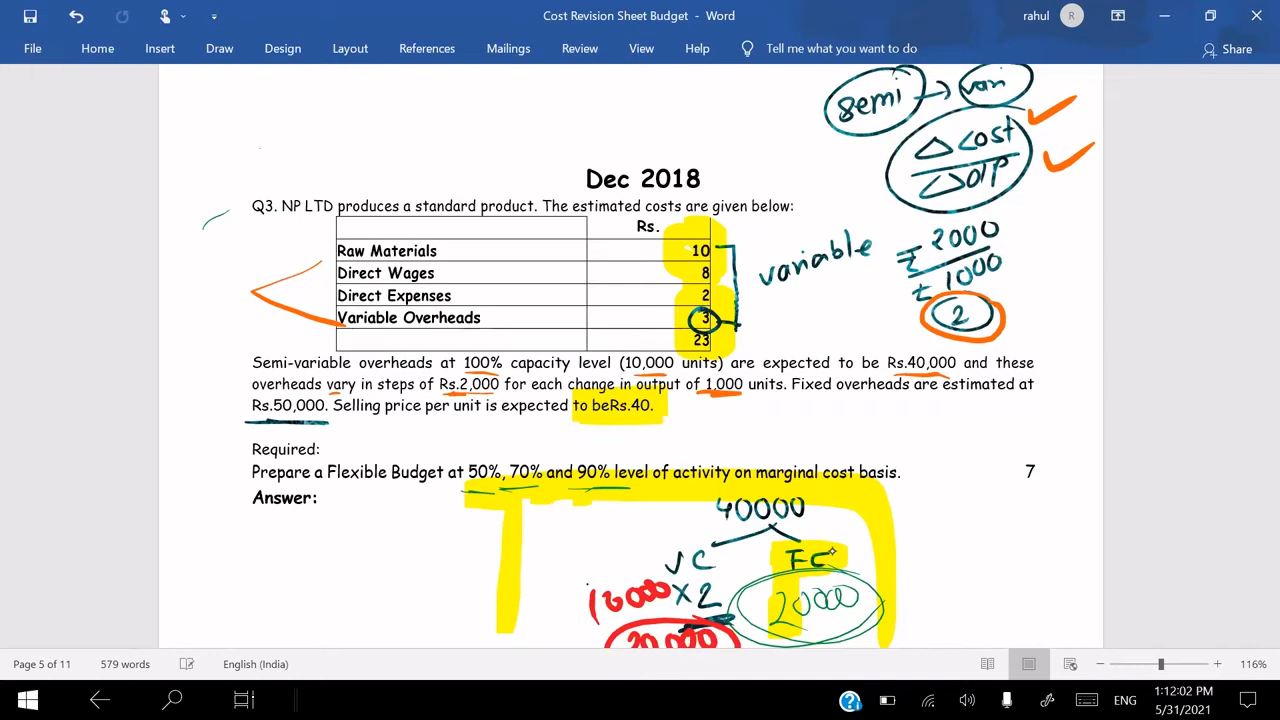 Cost Revision Sheet Budget - Word
rahul
R
File Home Insert Draw Design Layout References Mailings Review View Help Tell me what you want to do Share
semi → vari
Δ Cost
Δ O/P
Dec 2018
Q3. NP LTD produces a standard product. The estimated costs are given below:
Rs.
Raw Materials 10
Direct Wages 8
Direct Expenses 2
Variable Overheads 3
23
variable
₹ 2000
₹ 1000
2
Semi-variable overheads at 100% capacity level (10,000 units) are expected to be Rs.40,000 and these
overheads vary in steps of Rs.2,000 for each change in output of 1,000 units. Fixed overheads are estimated at
Rs.50,000. Selling price per unit is expected to beRs.40.
Required:
Prepare a Flexible Budget at 50%, 70% and 90% level of activity on marginal cost basis. 7
Answer:
40000
VC FC
10000 x 2 20000
20,000
Page 5 of 11 579 words English (India) 116%
ENG
1:12:02 PM
5/31/2021